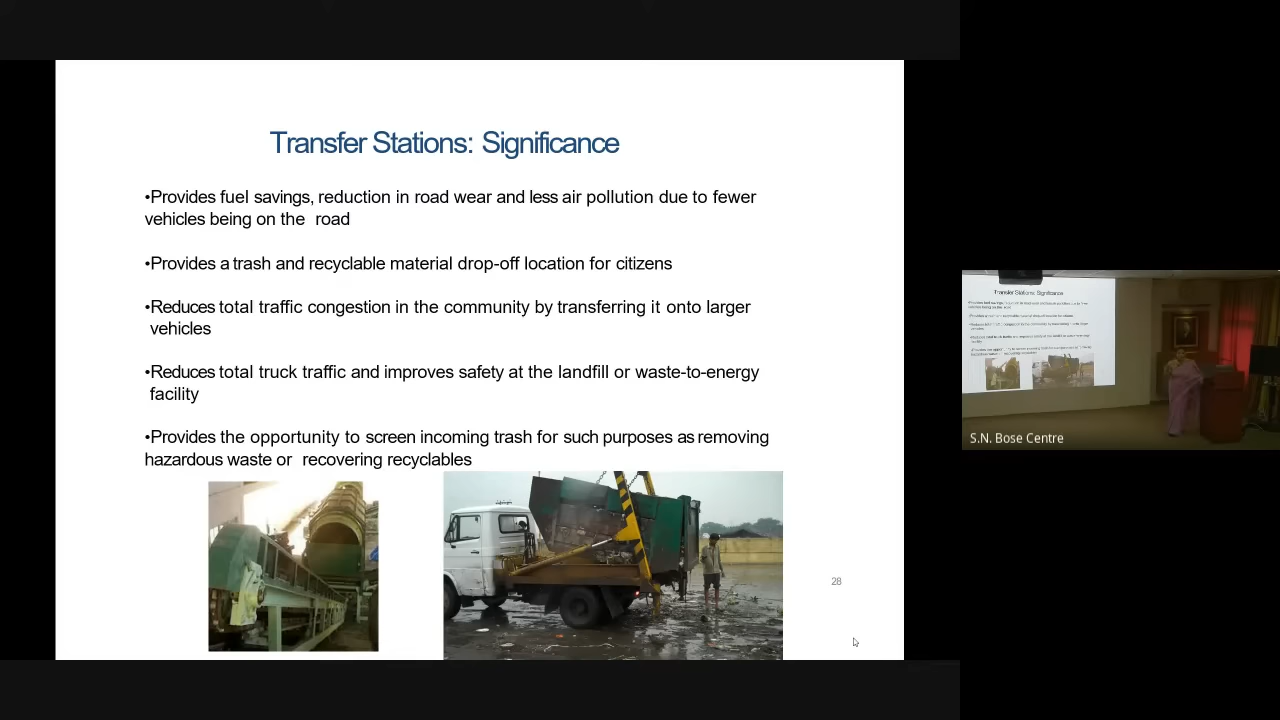 Transfer Stations: Significance
•Provides fuel savings, reduction in road wear and less air pollution due to fewer
vehicles being on the road
•Provides a trash and recyclable material drop-off location for citizens
•Reduces total traffic congestion in the community by transferring it onto larger
vehicles
•Reduces total truck traffic and improves safety at the landfill or waste-to-energy
facility
•Provides the opportunity to screen incoming trash for such purposes as removing
hazardous waste or recovering recyclables
28
Transfer Stations: Significance
S.N. Bose Centre